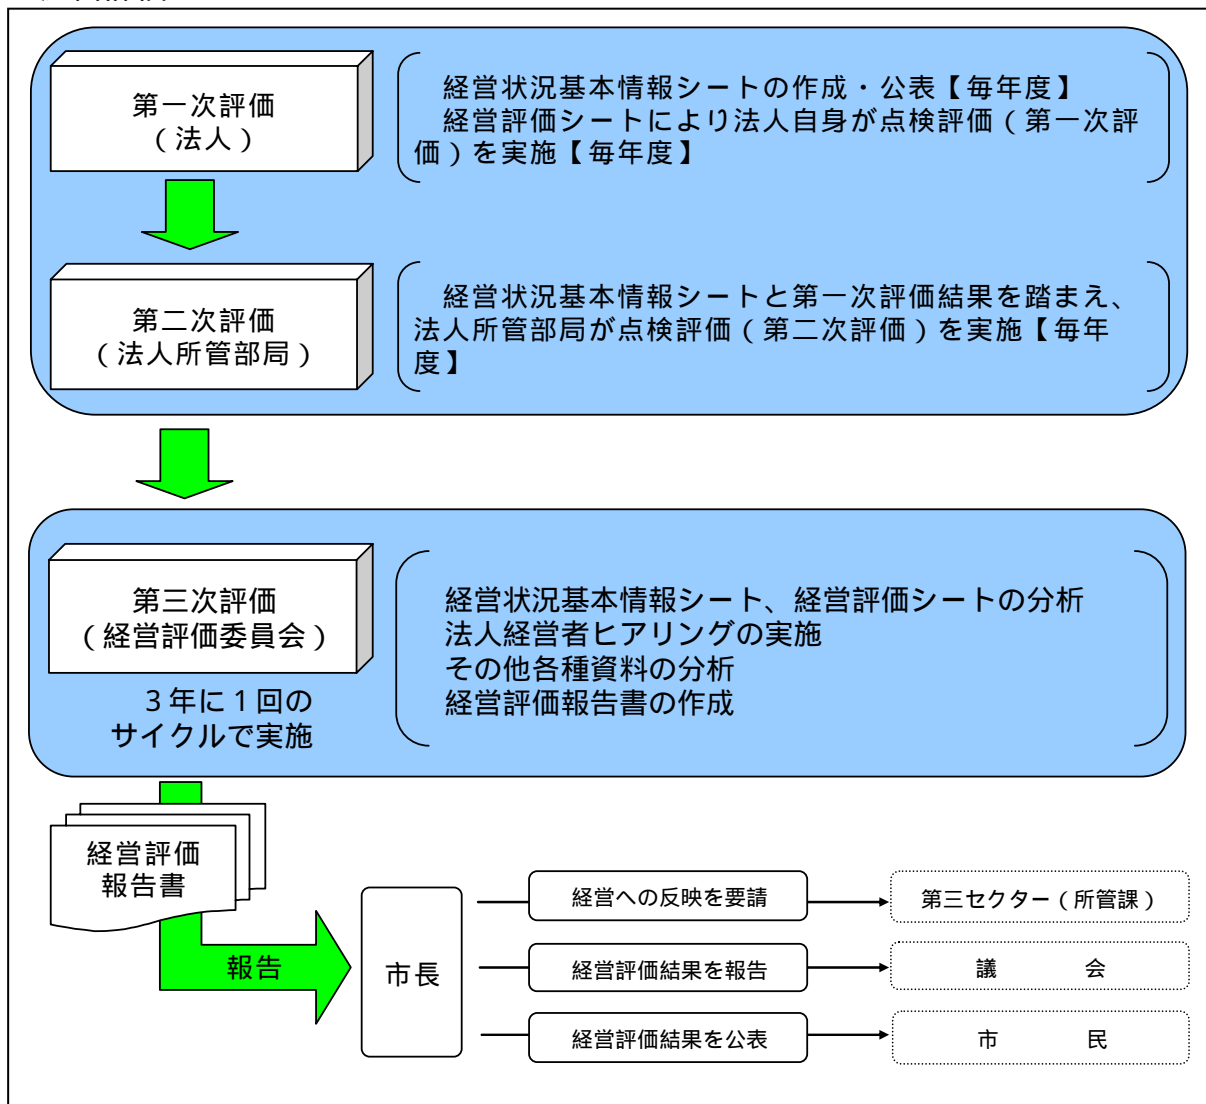 第一次評価
（法人）
経営状況基本情報シートの作成・公表【毎年度】
経営評価シートにより法人自身が点検評価（第一次評
価）を実施【毎年度】
第二次評価
（法人所管部局）
経営状況基本情報シートと第一次評価結果を踏まえ、
法人所管部局が点検評価（第二次評価）を実施【毎年
度】
第三次評価
（経営評価委員会）
３年に１回の
サイクルで実施
経営状況基本情報シート、経営評価シートの分析
法人経営者ヒアリングの実施
その他各種資料の分析
経営評価報告書の作成
経営評価
報告書
報告
市長
経営への反映を要請
第三セクター（所管課）
経営評価結果を報告
議　　会
経営評価結果を公表
市　　民